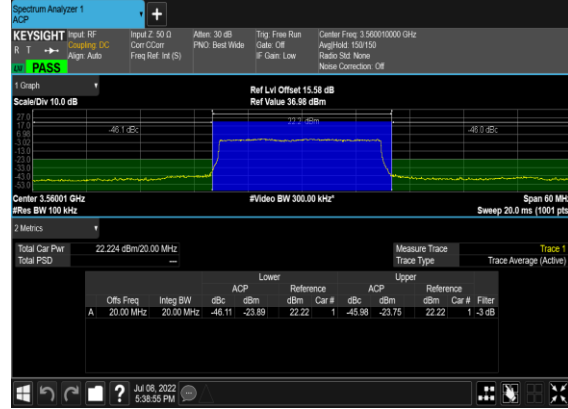 Spectrum Analyzer 1
ACP
+
KEYSIGHT Input: RF Input Z: 50 Ω Atten: 30 dB Trig: Free Run Center Freq: 3.560010000 GHz
R T Coupling: DC Corr CCorr PNO: Best Wide Gate: Off Avg|Hold: 150/150
Align: Auto Freq Ref: Int (S) IF Gain: Low Radio Std: None
Noise Correction: Off
PASS
1 Graph
Ref Lvl Offset 15.58 dB
Scale/Div 10.0 dB Ref Value 36.98 dBm
27.0
17.0
6.98
-3.02
-13.0
-23.0
-33.0
-43.0
-53.0
-46.1 dBc 22.2 dBm -46.0 dBc
Center 3.56001 GHz #Video BW 300.00 kHz* Span 60 MHz
#Res BW 100 kHz Sweep 20.0 ms (1001 pts
2 Metrics
Total Car Pwr 22.224 dBm/20.00 MHz Measure Trace Trace 1
Total PSD --- Trace Type Trace Average (Active)
Lower Upper
ACP Reference ACP Reference
Offs Freq Integ BW dBc dBm dBm Car # dBc dBm dBm Car # Filter
A 20.00 MHz 20.00 MHz -46.11 -23.89 22.22 1 -45.98 -23.75 22.22 1 -3 dB
? Jul 08, 2022
5:38:55 PM